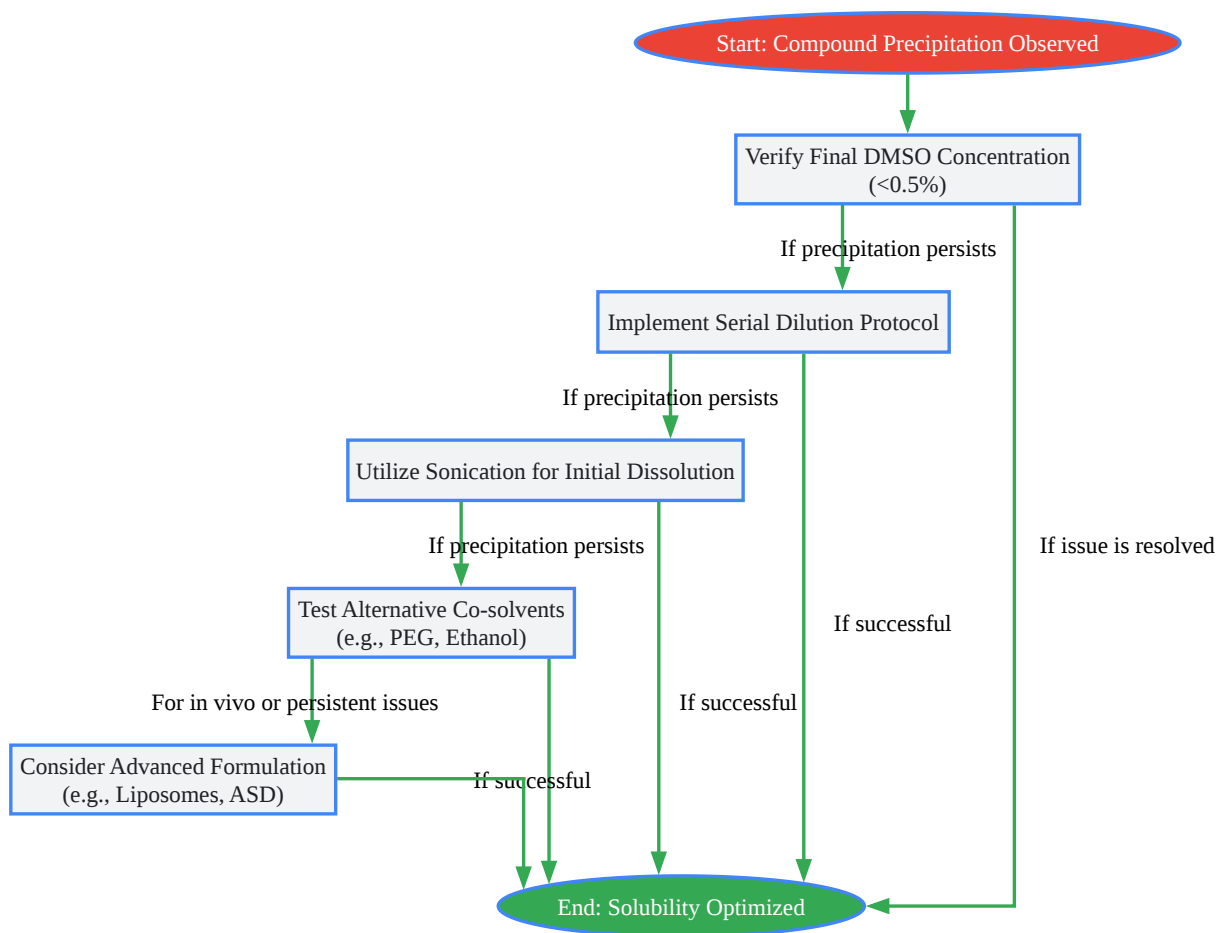 Start: Compound Precipitation Observed
Verify Final DMSO Concentration
(<0.5%)
If precipitation persists
Implement Serial Dilution Protocol
If precipitation persists
Utilize Sonication for Initial Dissolution
If precipitation persists
If issue is resolved
Test Alternative Co-solvents
(e.g., PEG, Ethanol)
If successful
For in vivo or persistent issues
If successful
Consider Advanced Formulation
(e.g., Liposomes, ASD)
If successful
End: Solubility Optimized